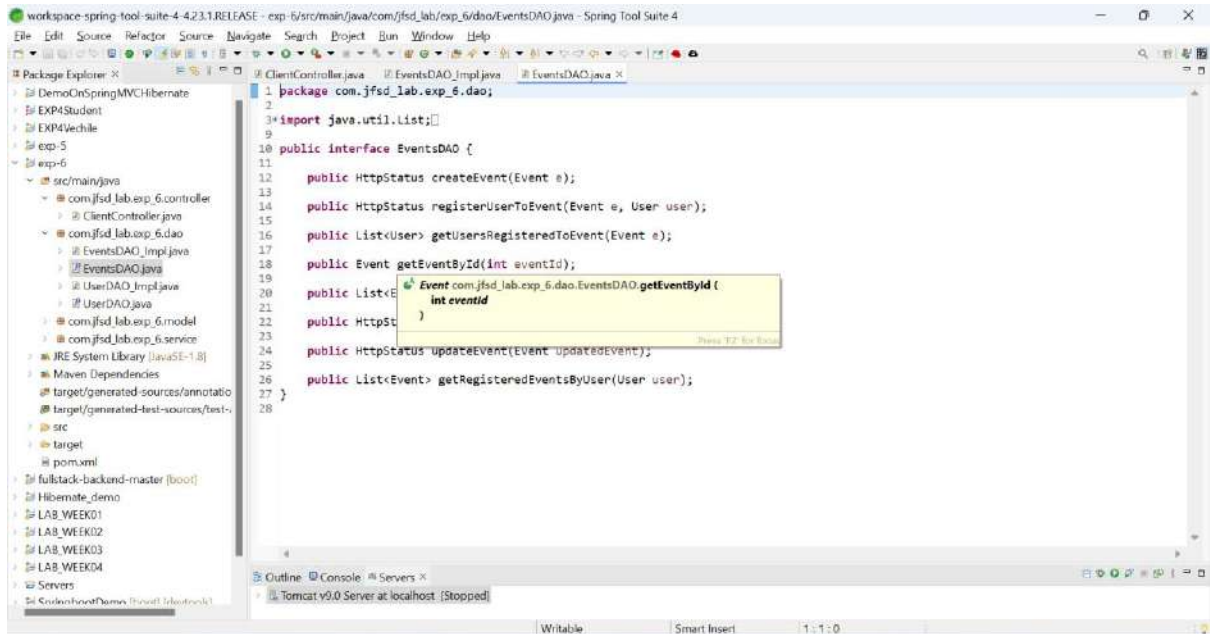 workspace-spring-tool-suite-4-4.23.1.RELEASE - exp-6/src/main/java/com/jfsd_lab/exp_6/dao/EventsDAO.java - Spring Tool Suite 4
File Edit Source Refactor Source Navigate Search Project Run Window Help
Package Explorer
DemoOnSpringMVCHibernate
EXP4Student
EXP4Vechile
exp-5
exp-6
src/main/java
com.jfsd_lab.exp_6.controller
ClientController.java
com.jfsd_lab.exp_6.dao
EventsDAO_Impl.java
EventsDAO.java
UserDAO_Impl.java
UserDAO.java
com.jfsd_lab.exp_6.model
com.jfsd_lab.exp_6.service
JRE System Library [JavaSE-1.8]
Maven Dependencies
target/generated-sources/annotatio
target/generated-test-sources/test-
src
target
pom.xml
fullstack-backend-master [boot]
Hibernate_demo
LAB_WEEK01
LAB_WEEK02
LAB_WEEK03
LAB_WEEK04
Servers
ClientController.java EventsDAO_Impl.java EventsDAO.java
1 package com.jfsd_lab.exp_6.dao;
2
3 import java.util.List;
9
10 public interface EventsDAO {
11
12 public HttpStatus createEvent(Event e);
13
14 public HttpStatus registerUserToEvent(Event e, User user);
15
16 public List<User> getUsersRegisteredToEvent(Event e);
17
18 public Event getEventById(int eventId);
19
20 public List<E
21
22 public HttpSt
23
24 public HttpStatus updateEvent(Event updatedEvent);
25
26 public List<Event> getRegisteredEventsByUser(User user);
27 }
28
Event com.jfsd_lab.exp_6.dao.EventsDAO.getEventById (
int eventId
)
Press 'F2' for focus
Outline Console Servers
Tomcat v9.0 Server at localhost [Stopped]
Writable Smart Insert 1:1:0